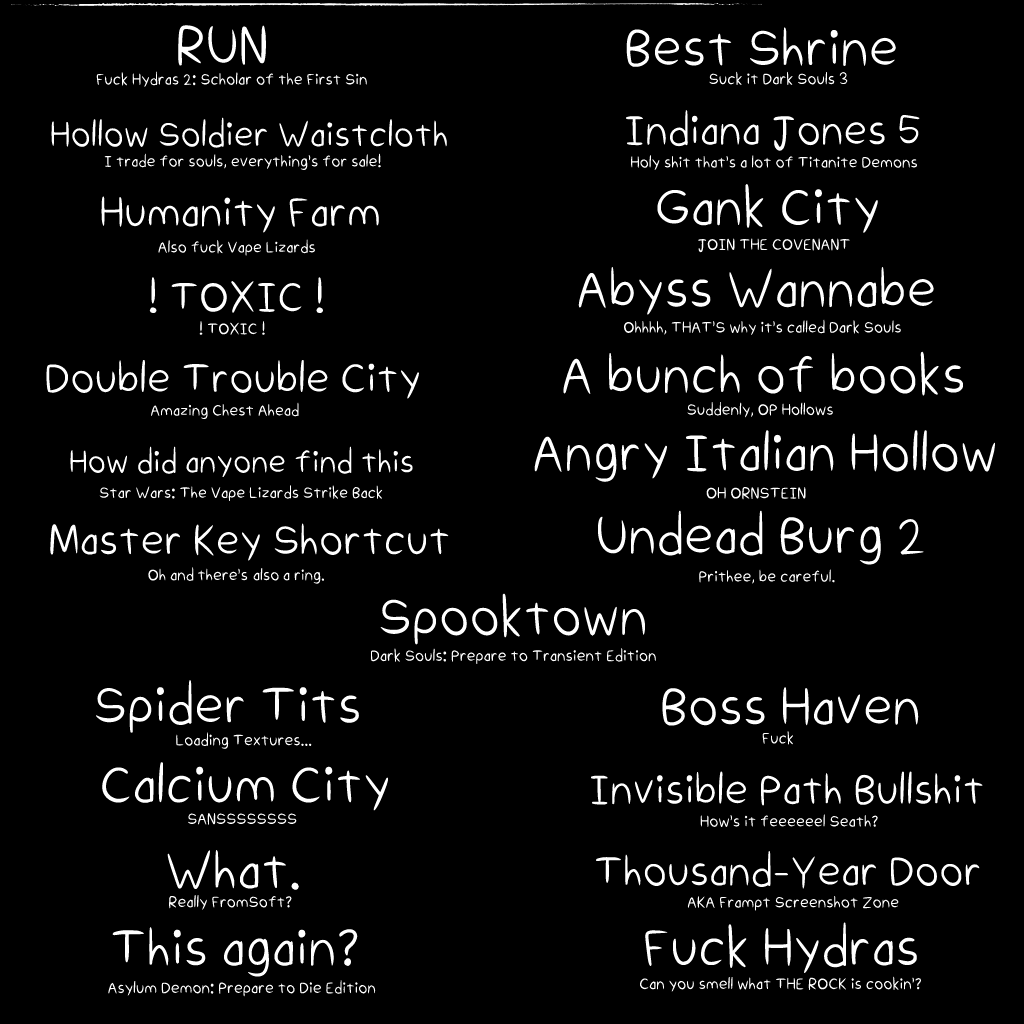 RUN
Fuck Hydras 2: Scholar of the First Sin
Best Shrine
Suck it Dark Souls 3
Hollow Soldier Waistcloth
I trade for souls, everything's for sale!
Indiana Jones 5
Holy shit that's a lot of Titanite Demons
Humanity Farm
Also fuck Vape Lizards
Gank City
JOIN THE COVENANT
! TOXIC !
! TOXIC !
Abyss Wannabe
Ohhhh, THAT'S why it's called Dark Souls
Double Trouble City
Amazing Chest Ahead
A bunch of books
Suddenly, OP Hollows
How did anyone find this
Star Wars: The Vape Lizards Strike Back
Angry Italian Hollow
OH ORNSTEIN
Master Key Shortcut
Oh and there's also a ring.
Undead Burg 2
Prithee, be careful.
Spooktown
Dark Souls: Prepare to Transient Edition
Spider Tits
Loading Textures...
Boss Haven
Fuck
Calcium City
SANSSSSSSSS
Invisible Path Bullshit
How's it feeeeeel Seath?
What.
Really FromSoft?
Thousand-Year Door
AKA Frampt Screenshot Zone
This again?
Asylum Demon: Prepare to Die Edition
Fuck Hydras
Can you smell what THE ROCK is cookin'?